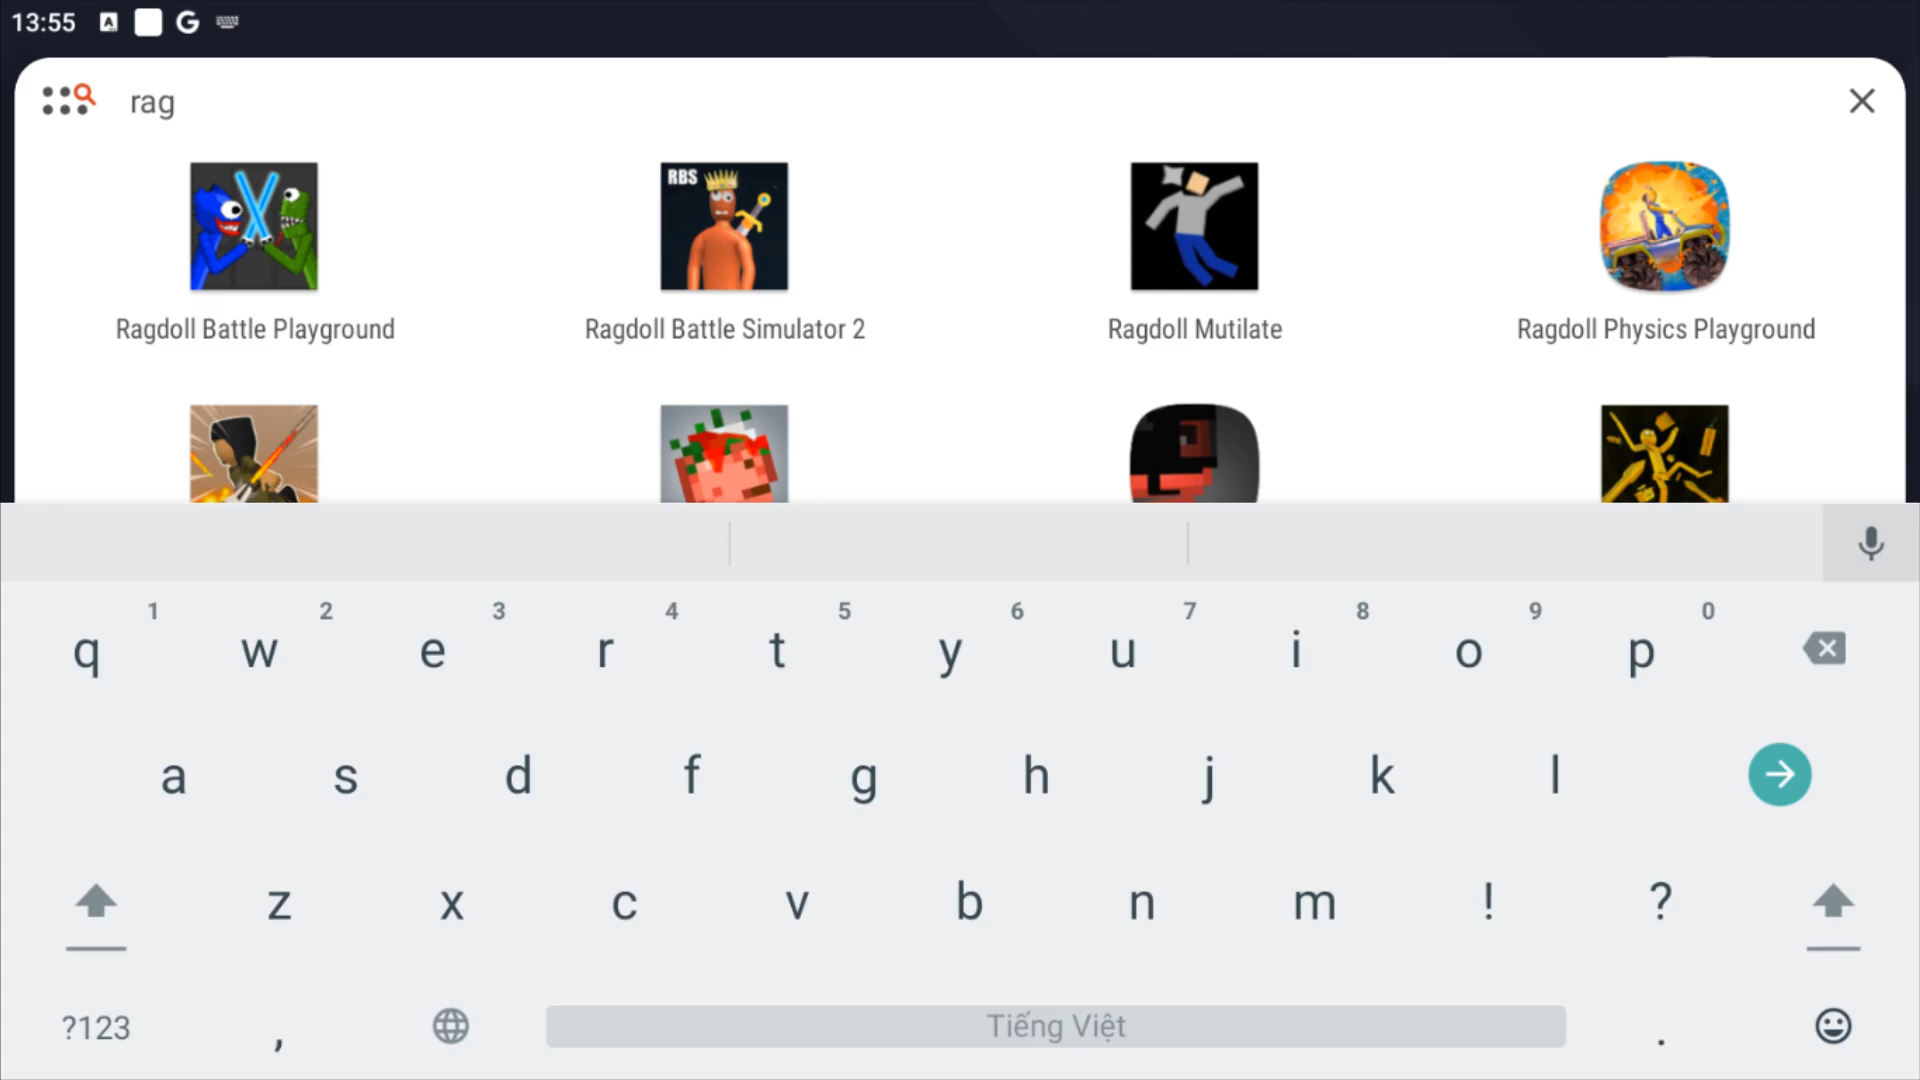 13:55
rag
RBS
Ragdoll Battle Playground
Ragdoll Battle Simulator 2
Ragdoll Mutilate
Ragdoll Physics Playground
1 2 3 4 5 6 7 8 9 0
q w e r t y u i o p
a s d f g h j k l
z x c v b n m ! ?
?123 , Tiếng Việt .